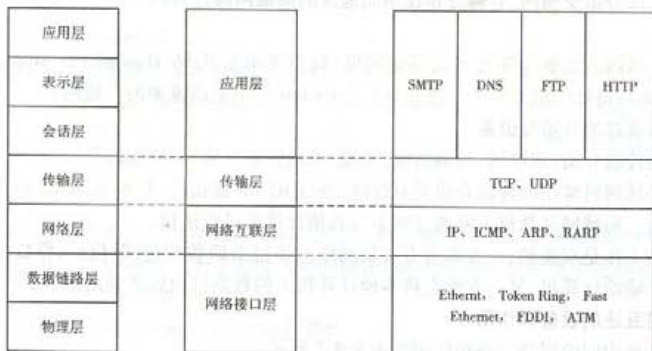 应用层
表示层
会话层
传输层
网络层
数据链路层
物理层
应用层
传输层
网络互联层
网络接口层
SMTP DNS FTP HTTP
TCP、UDP
IP、ICMP、ARP、RARP
Ethernt， Token Ring， Fast
Ethernet，FDDI，ATM